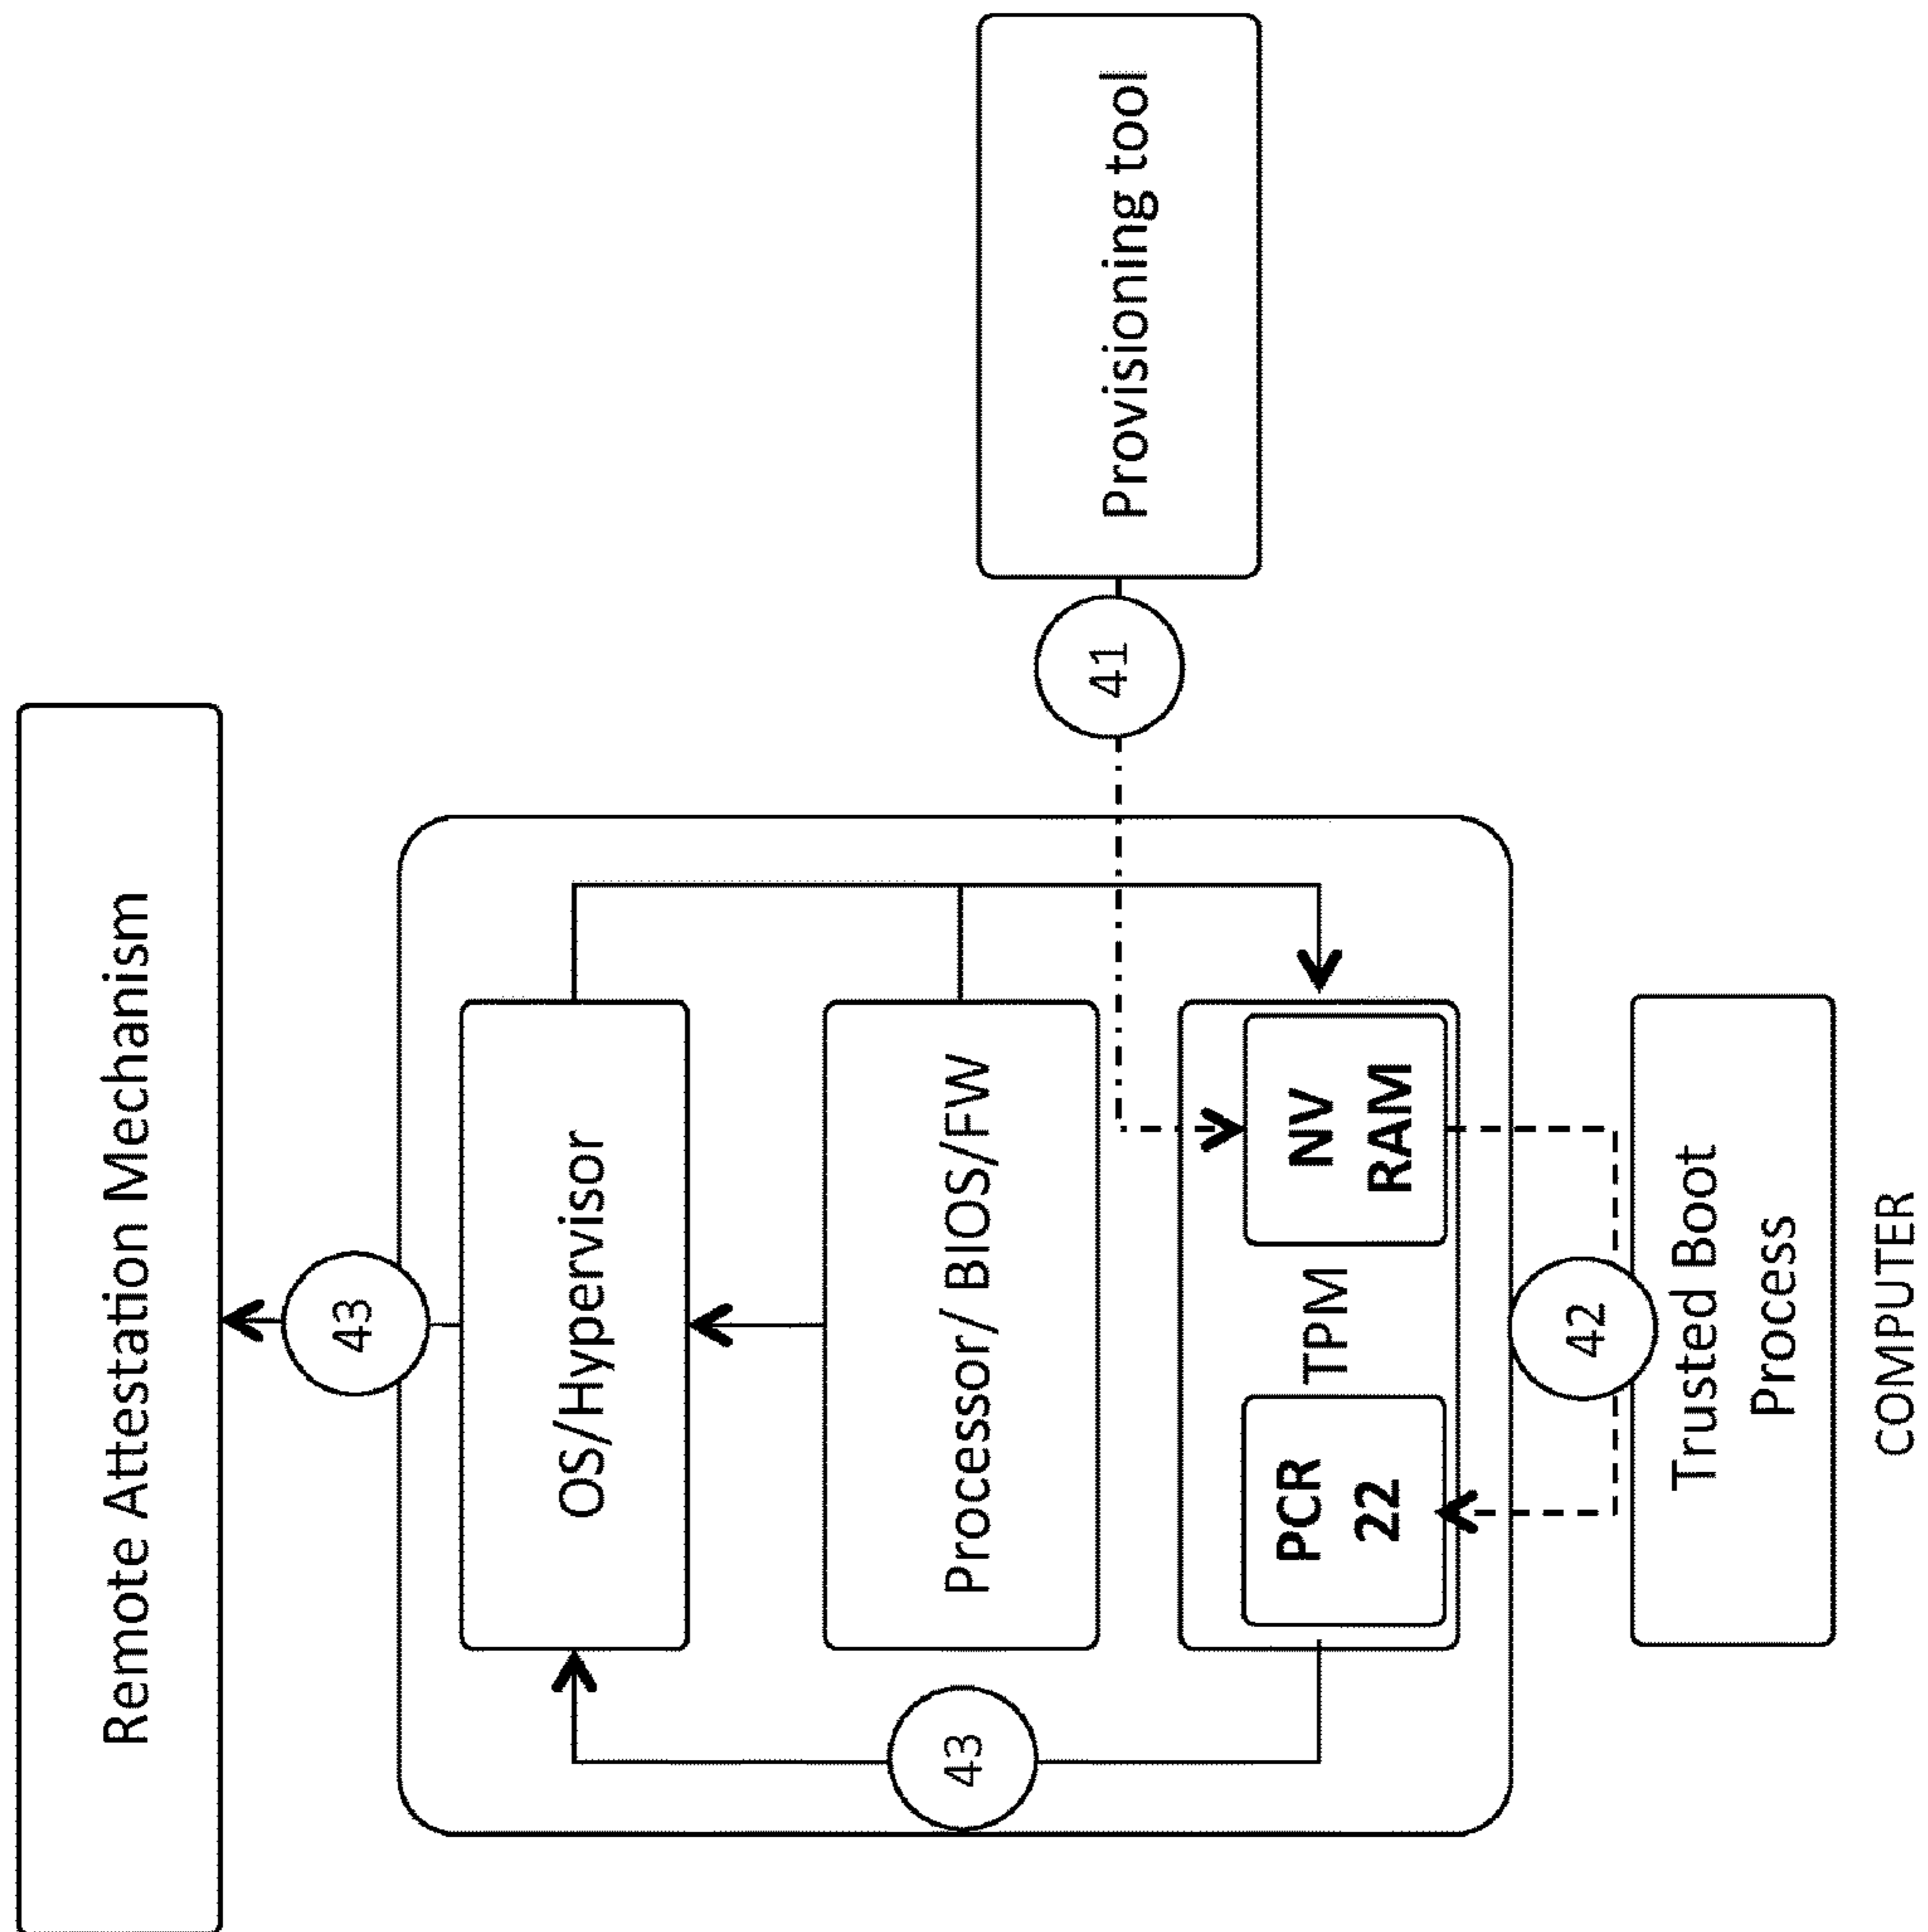 Remote Attestation Mechanism
43
OS/Hypervisor
Processor/ BIOS/FW
43
41
Provisioning tool
PCR
22
TPM
NV
RAM
42
Trusted Boot
Process
COMPUTER